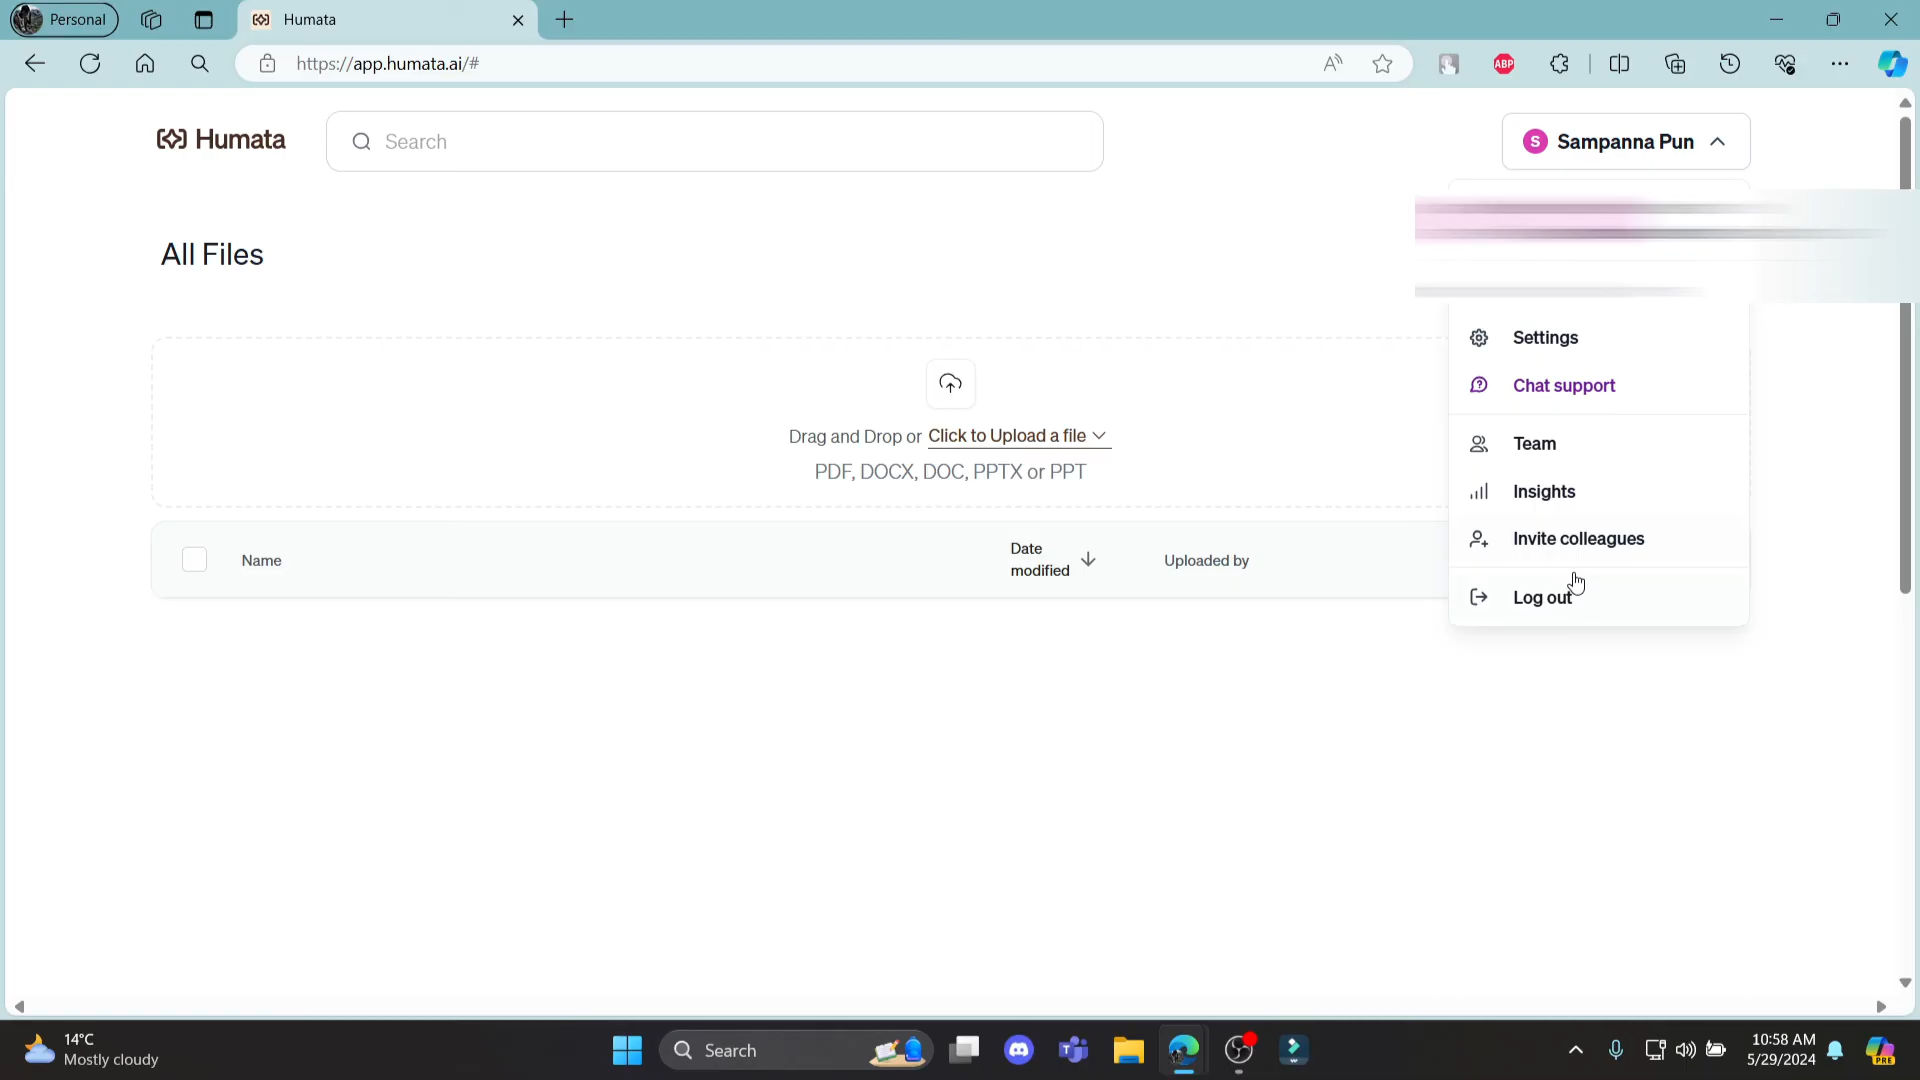 Personal
Humata
https://app.humata.ai/#
ABP
Humata
Search
S Sampanna Pun
All Files
Settings
Chat support
Drag and Drop or Click to Upload a file
PDF, DOCX, DOC, PPTX or PPT
Team
Insights
Invite colleagues
Log out
Name
Date
modified
Uploaded by
14°C
Mostly cloudy
Search
10:58 AM
5/29/2024
PRE